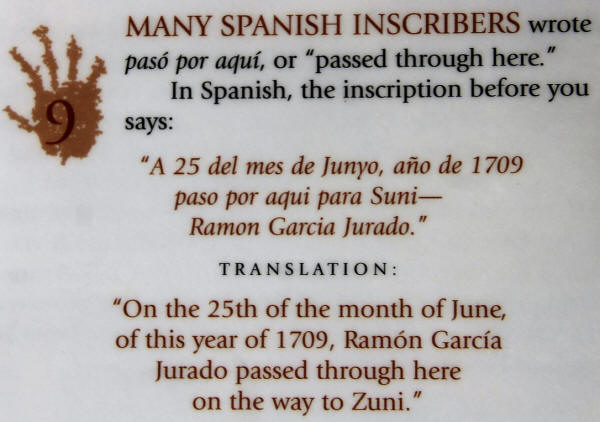 MANY SPANISH INSCRIBERS wrote
pasó por aquí, or “passed through here.”
9
In Spanish, the inscription before you
says:
“A 25 del mes de Junyo, año de 1709
paso por aqui para Suni—
Ramon Garcia Jurado.”
TRANSLATION:
“On the 25th of the month of June,
of this year of 1709, Ramón García
Jurado passed through here
on the way to Zuni.”